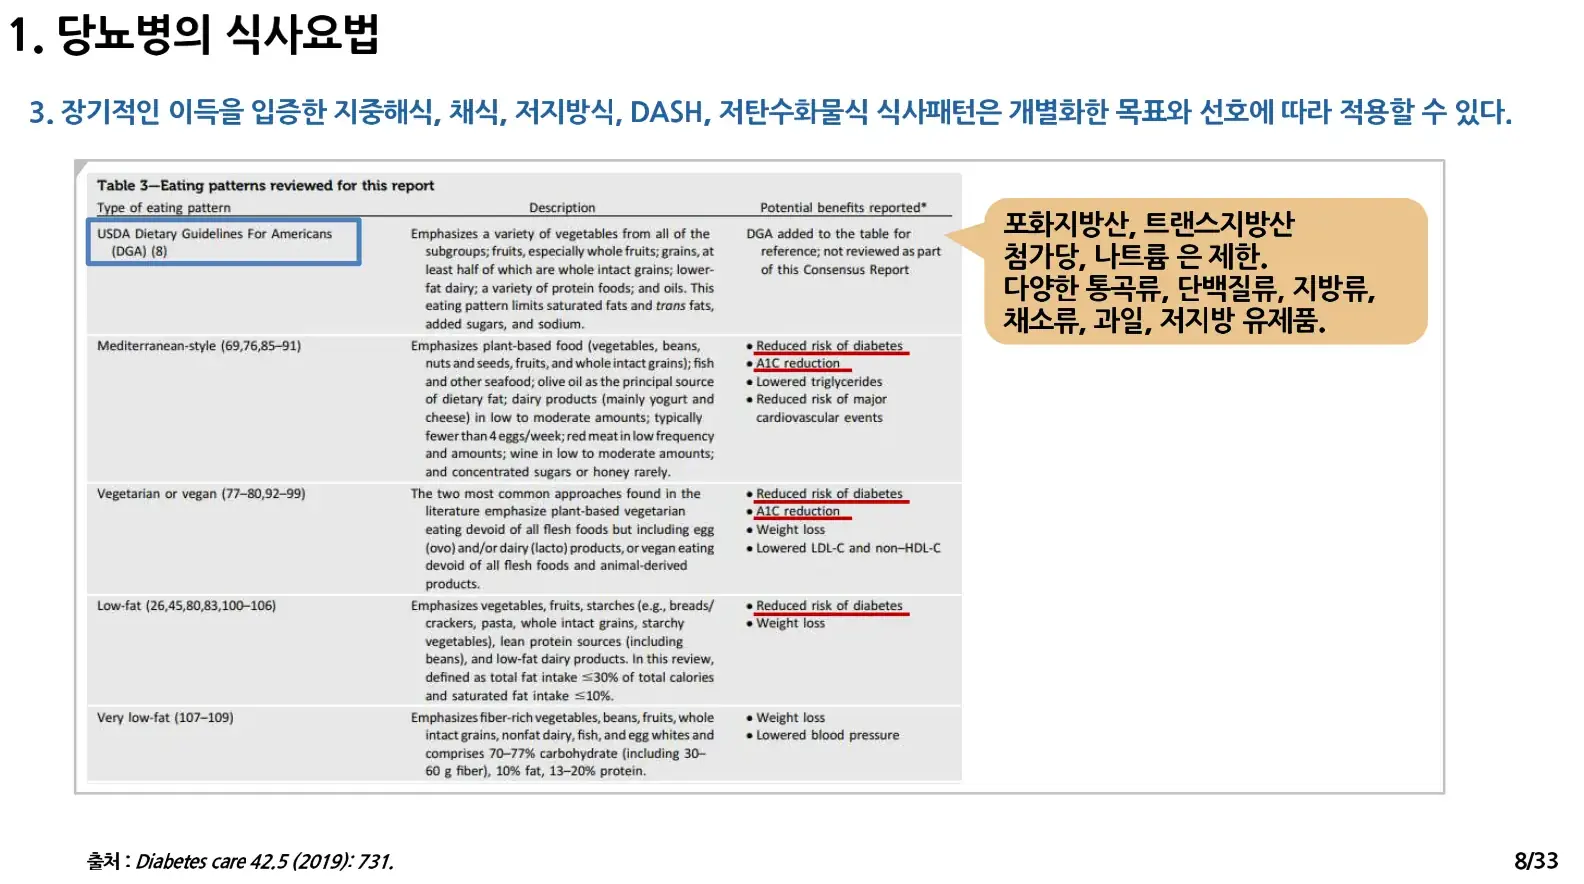 1. 당뇨병의 식사요법
3. 장기적인 이득을 입증한 지중해식, 채식, 저지방식, DASH, 저탄수화물식 식사패턴은 개별화한 목표와 선호에 따라 적용할 수 있다.
Table 3—Eating patterns reviewed for this report
Type of eating pattern
Description
Potential benefits reported*
USDA Dietary Guidelines For Americans
(DGA) (8)
Emphasizes a variety of vegetables from all of the
subgroups; fruits, especially whole fruits; grains, at
least half of which are whole intact grains; lower-
fat dairy; a variety of protein foods; and oils. This
eating pattern limits saturated fats and trans fats,
added sugars, and sodium.
DGA added to the table for
reference; not reviewed as part
of this Consensus Report
포화지방산, 트랜스지방산
첨가당, 나트륨 은 제한.
다양한 통곡류, 단백질류, 지방류,
채소류, 과일, 저지방 유제품.
Mediterranean-style (69,76,85–91)
Emphasizes plant-based food (vegetables, beans,
nuts and seeds, fruits, and whole intact grains); fish
and other seafood; olive oil as the principal source
of dietary fat; dairy products (mainly yogurt and
cheese) in low to moderate amounts; typically
fewer than 4 eggs/week; red meat in low frequency
and amounts; wine in low to moderate amounts;
and concentrated sugars or honey rarely.
• Reduced risk of diabetes
• A1C reduction
• Lowered triglycerides
• Reduced risk of major
cardiovascular events
Vegetarian or vegan (77–80,92–99)
The two most common approaches found in the
literature emphasize plant-based vegetarian
eating devoid of all flesh foods but including egg
(ovo) and/or dairy (lacto) products, or vegan eating
devoid of all flesh foods and animal-derived
products.
• Reduced risk of diabetes
• A1C reduction
• Weight loss
• Lowered LDL-C and non–HDL-C
Low-fat (26,45,80,83,100–106)
Emphasizes vegetables, fruits, starches (e.g., breads/
crackers, pasta, whole intact grains, starchy
vegetables), lean protein sources (including
beans), and low-fat dairy products. In this review,
defined as total fat intake ≤30% of total calories
and saturated fat intake ≤10%.
• Reduced risk of diabetes
• Weight loss
Very low-fat (107–109)
Emphasizes fiber-rich vegetables, beans, fruits, whole
intact grains, nonfat dairy, fish, and egg whites and
comprises 70–77% carbohydrate (including 30–
60 g fiber), 10% fat, 13–20% protein.
• Weight loss
• Lowered blood pressure
출처 : Diabetes care 42.5 (2019): 731.
8/33